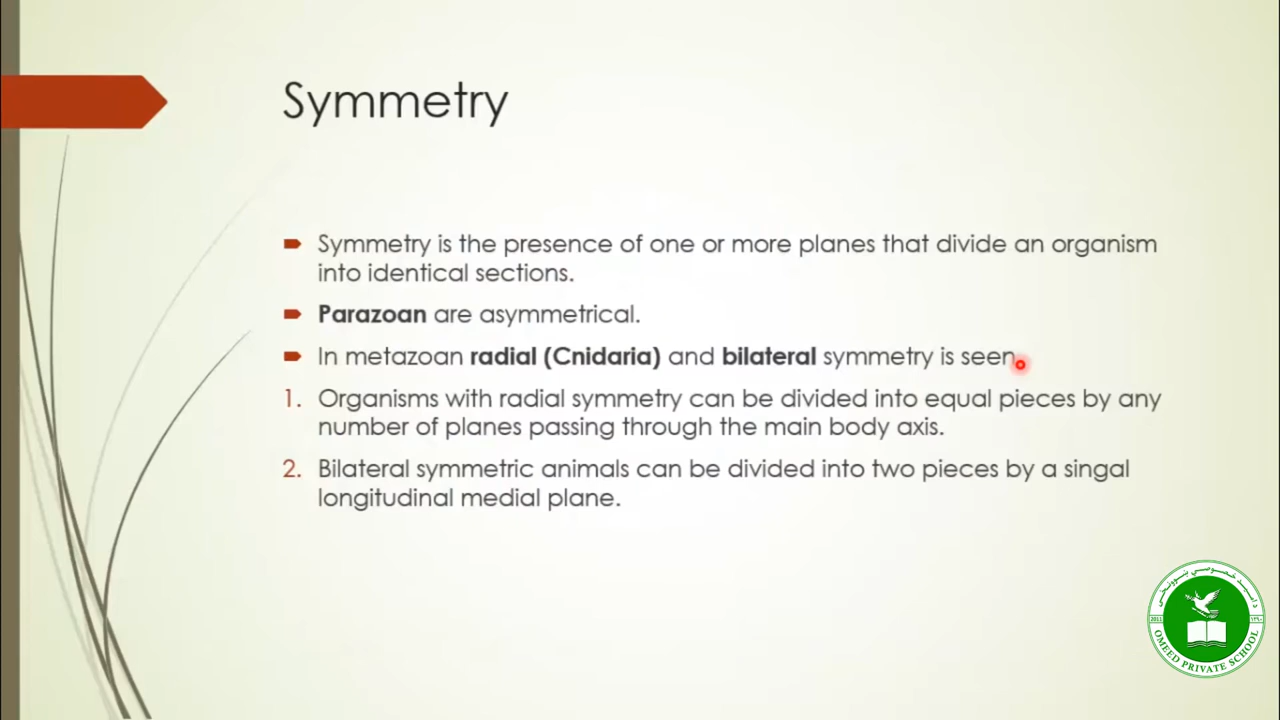 Symmetry
Symmetry is the presence of one or more planes that divide an organism
into identical sections.
Parazoan are asymmetrical.
In metazoan radial (Cnidaria) and bilateral symmetry is seen.
1. Organisms with radial symmetry can be divided into equal pieces by any
number of planes passing through the main body axis.
2. Bilateral symmetric animals can be divided into two pieces by a singal
longitudinal medial plane.
2011
OMEED PRIVATE SCHOOL